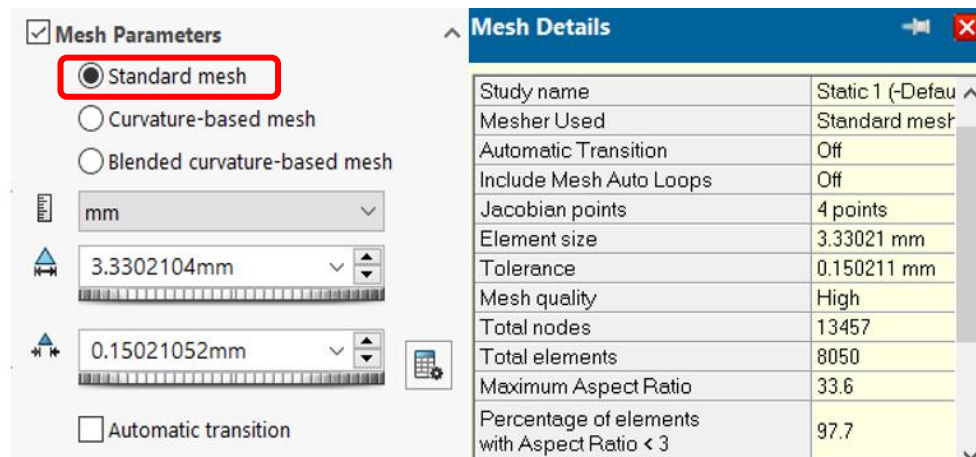 Mesh Parameters
Standard mesh
Curvature-based mesh
Blended curvature-based mesh
mm
3.3302104mm
0.15021052mm
Automatic transition
Mesh Details
Study name Static 1 (-Defau
Mesher Used Standard mesh
Automatic Transition Off
Include Mesh Auto Loops Off
Jacobian points 4 points
Element size 3.33021 mm
Tolerance 0.150211 mm
Mesh quality High
Total nodes 13457
Total elements 8050
Maximum Aspect Ratio 33.6
Percentage of elements
with Aspect Ratio < 3 97.7